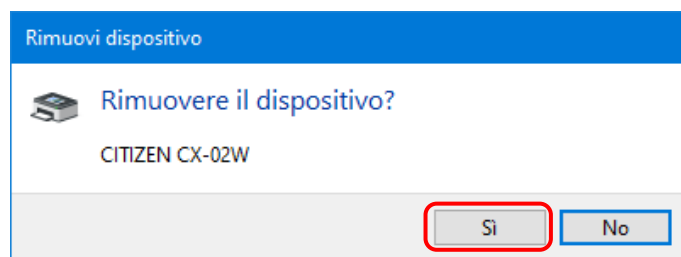 Rimuovi dispositivo
Rimuovere il dispositivo?
CITIZEN CX-02W
Sì No